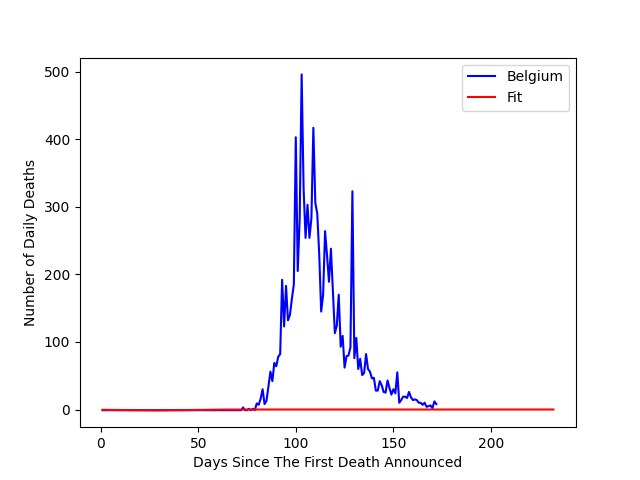 Belgium
Fit
Number of Daily Deaths
500
400
300
200
100
0
0 50 100 150 200
Days Since The First Death Announced